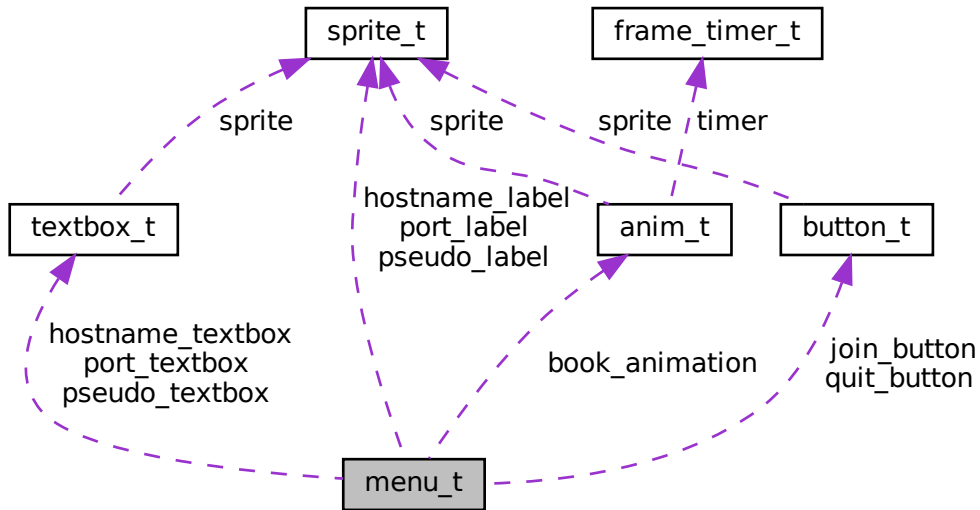 sprite_t
frame_timer_t
sprite
sprite
sprite
timer
hostname_label
port_label
pseudo_label
textbox_t
anim_t
button_t
hostname_textbox
port_textbox
pseudo_textbox
book_animation
join_button
quit_button
menu_t